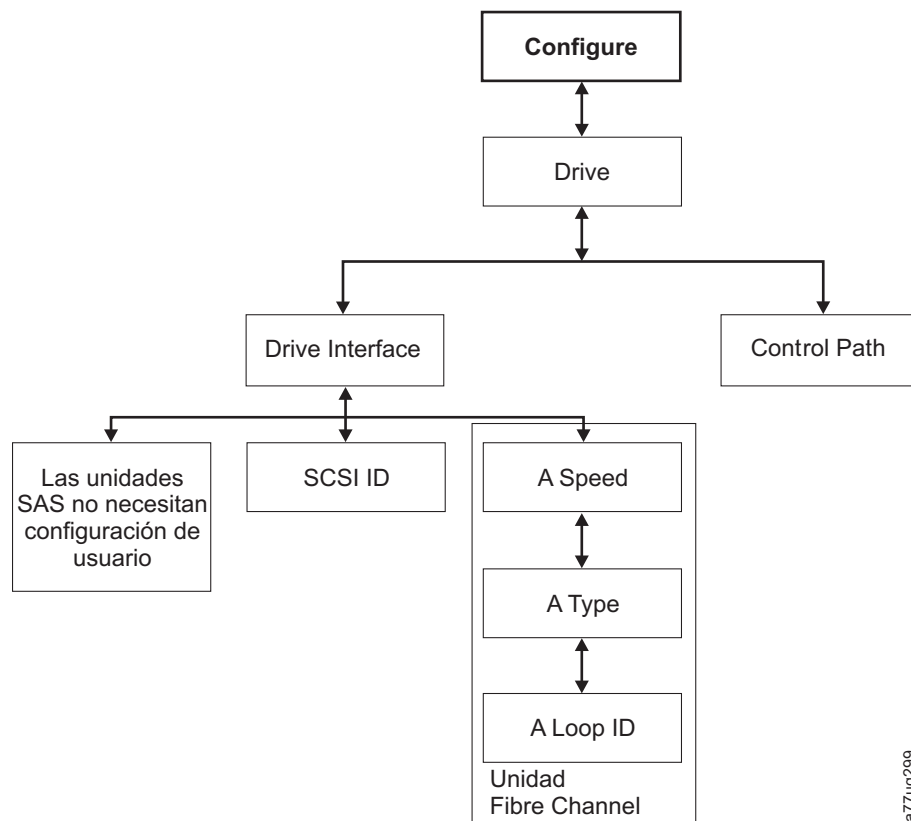 Configure
Drive
Drive Interface
Control Path
Las unidades
SAS no necesitan
configuración de
usuario
SCSI ID
A Speed
A Type
A Loop ID
Unidad
Fibre Channel
a77ug299